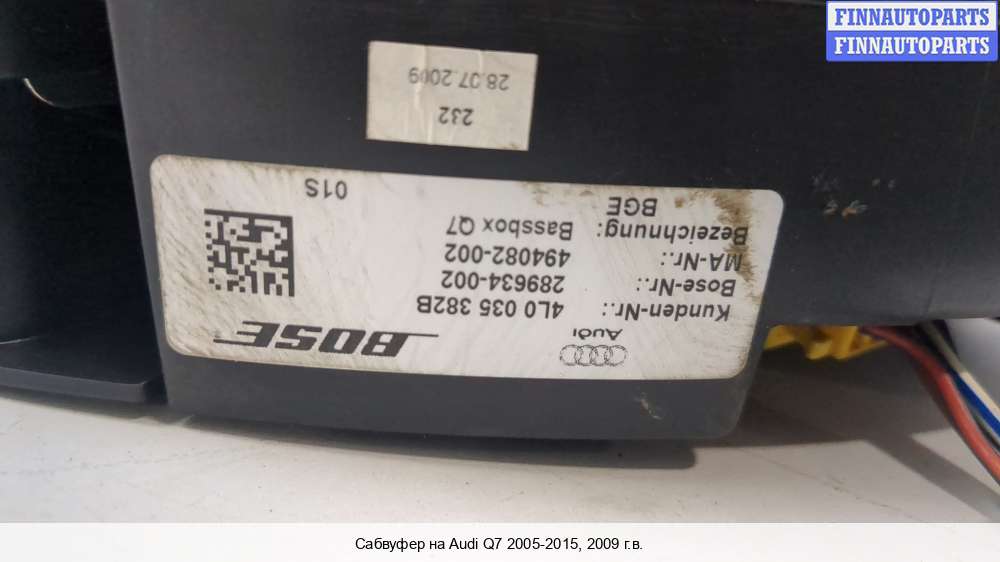 FINNAUTOPARTS
FINNAUTOPARTS
28.07.2009
232
Audi
BOSE
Kunden-Nr.: 4L0 035 382B
Bose-Nr.: 289634-002
MA-Nr.: 494082-002
Bezeichnung: Bassbox Q7
BGE
01S
Сабвуфер на Audi Q7 2005-2015, 2009 г.в.